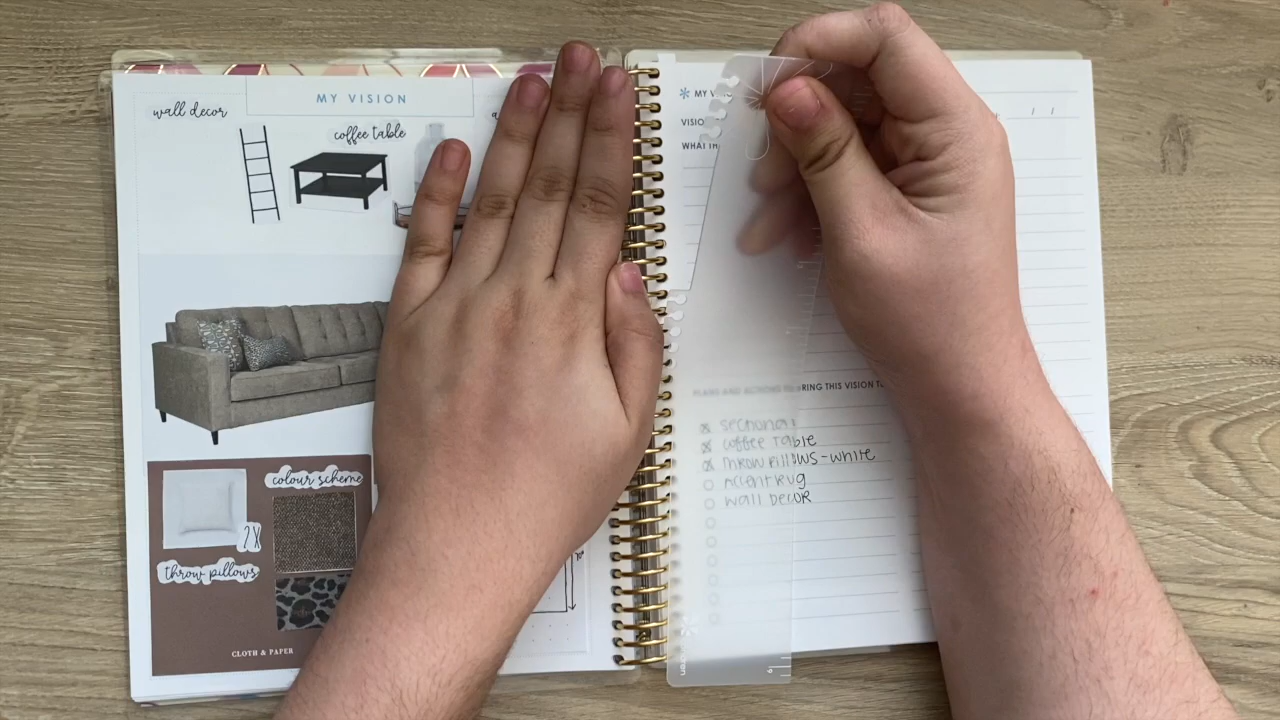 MY VISION
wall decor
coffee table
colour scheme
2X
throw pillows
CLOTH & PAPER
MY
VISIO
WHAT
PLANS AND ACTIONS TO BRING THIS VISION T
sectional
coffee Table
Throw pillows-white
Accent Rug
wall decor